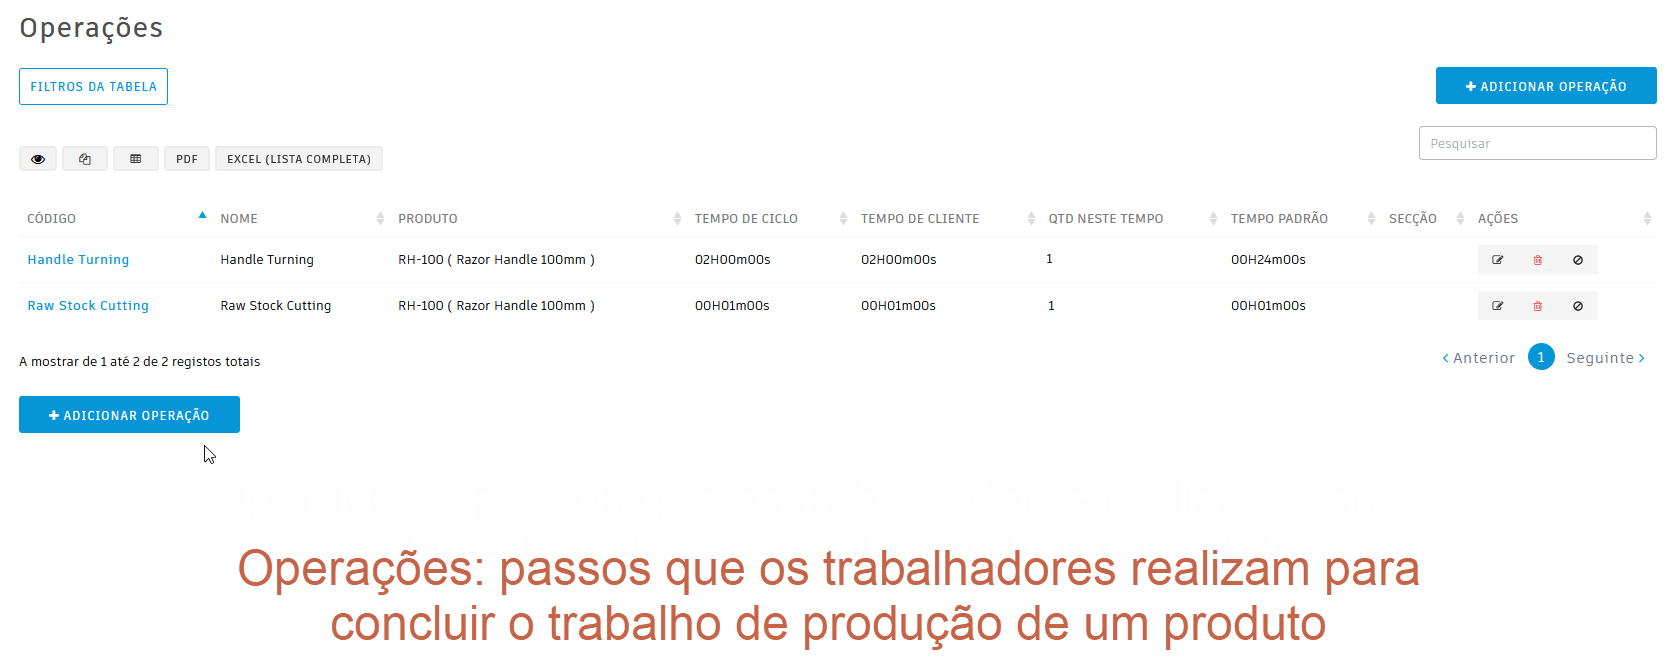 Operações
FILTROS DA TABELA
ADICIONAR OPERAÇÃO
Pesquisar
PDF
EXCEL (LISTA COMPLETA)
CÓDIGO NOME PRODUTO TEMPO DE CICLO TEMPO DE CLIENTE QTD NESTE TEMPO TEMPO PADRÃO SECÇÃO AÇÕES
Handle Turning Handle Turning RH-100 ( Razor Handle 100mm ) 02H00m00s 02H00m00s 1 00H24m00s
Raw Stock Cutting Raw Stock Cutting RH-100 ( Razor Handle 100mm ) 00H01m00s 00H01m00s 1 00H01m00s
A mostrar de 1 até 2 de 2 registos totais
Anterior 1 Seguinte
ADICIONAR OPERAÇÃO
Operações: passos que os trabalhadores realizam para
concluir o trabalho de produção de um produto